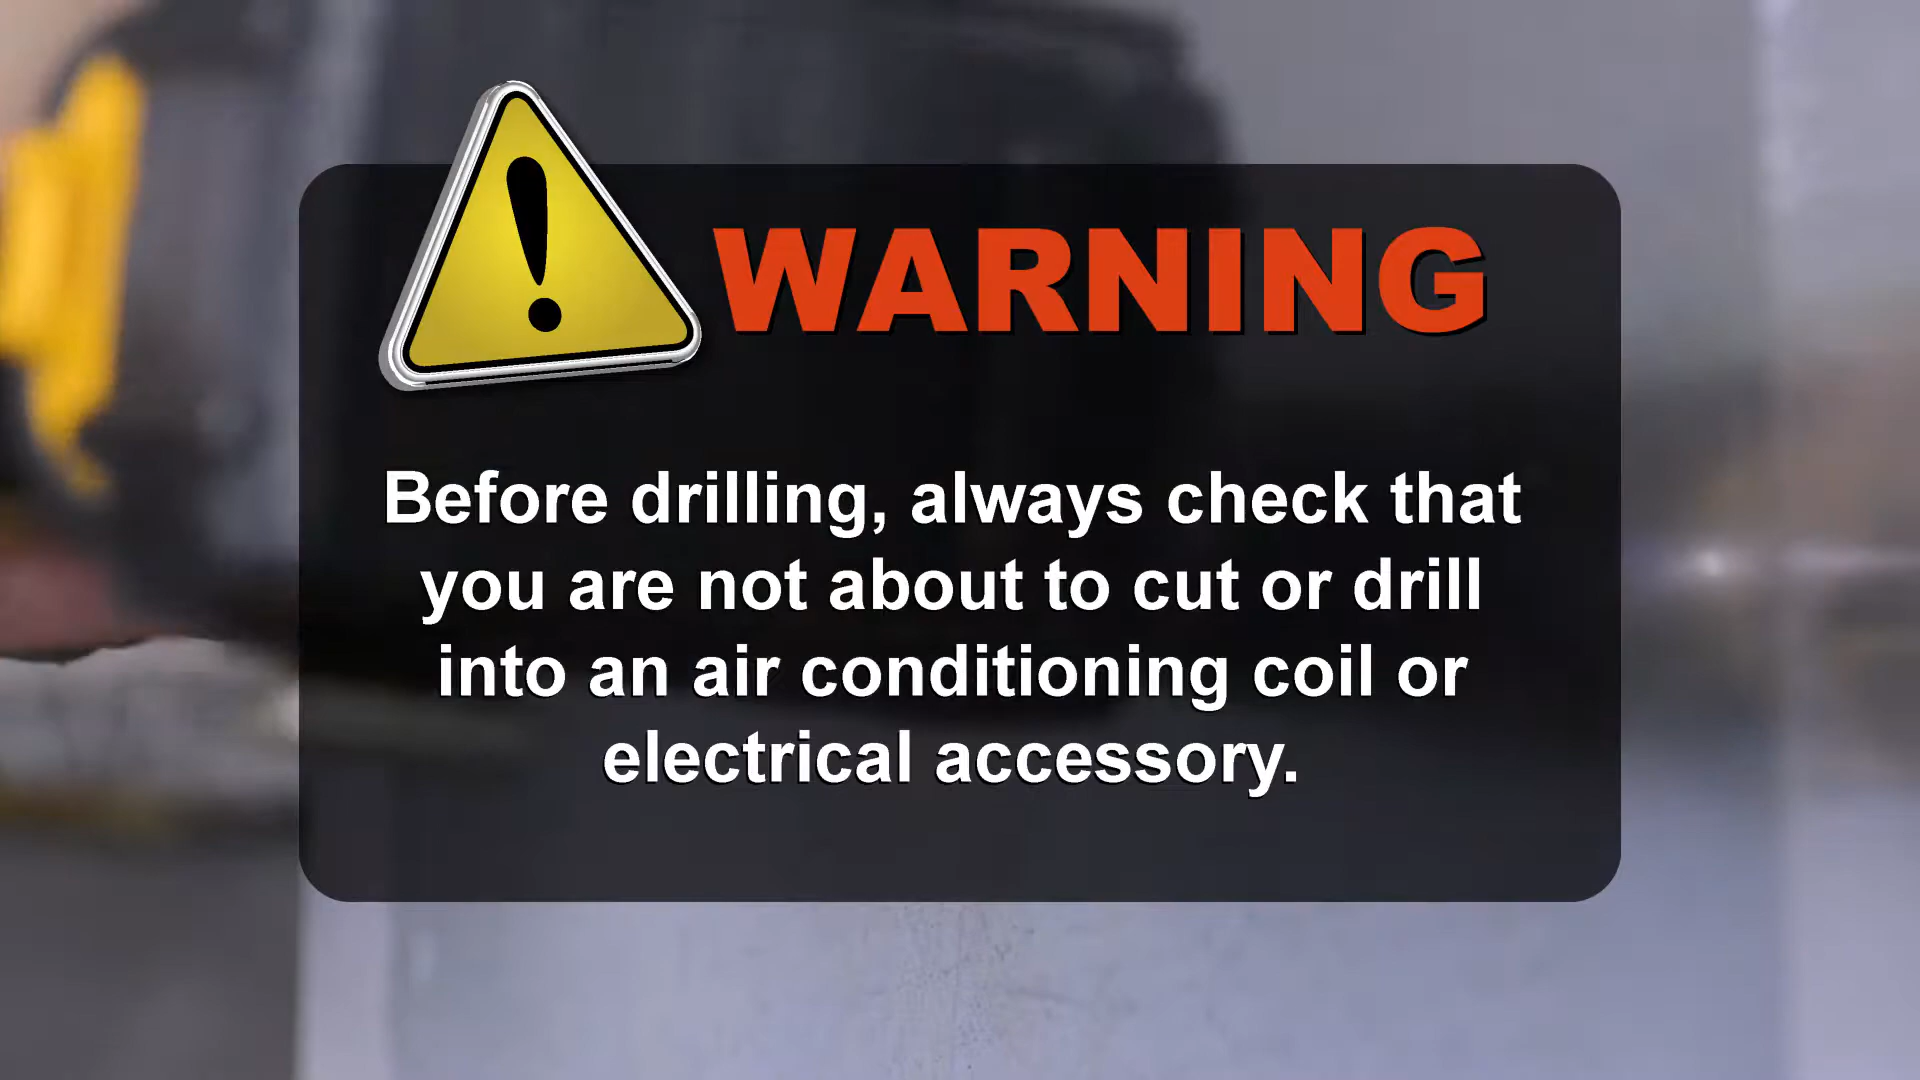 WARNING
Before drilling, always check that
you are not about to cut or drill
into an air conditioning coil or
electrical accessory.